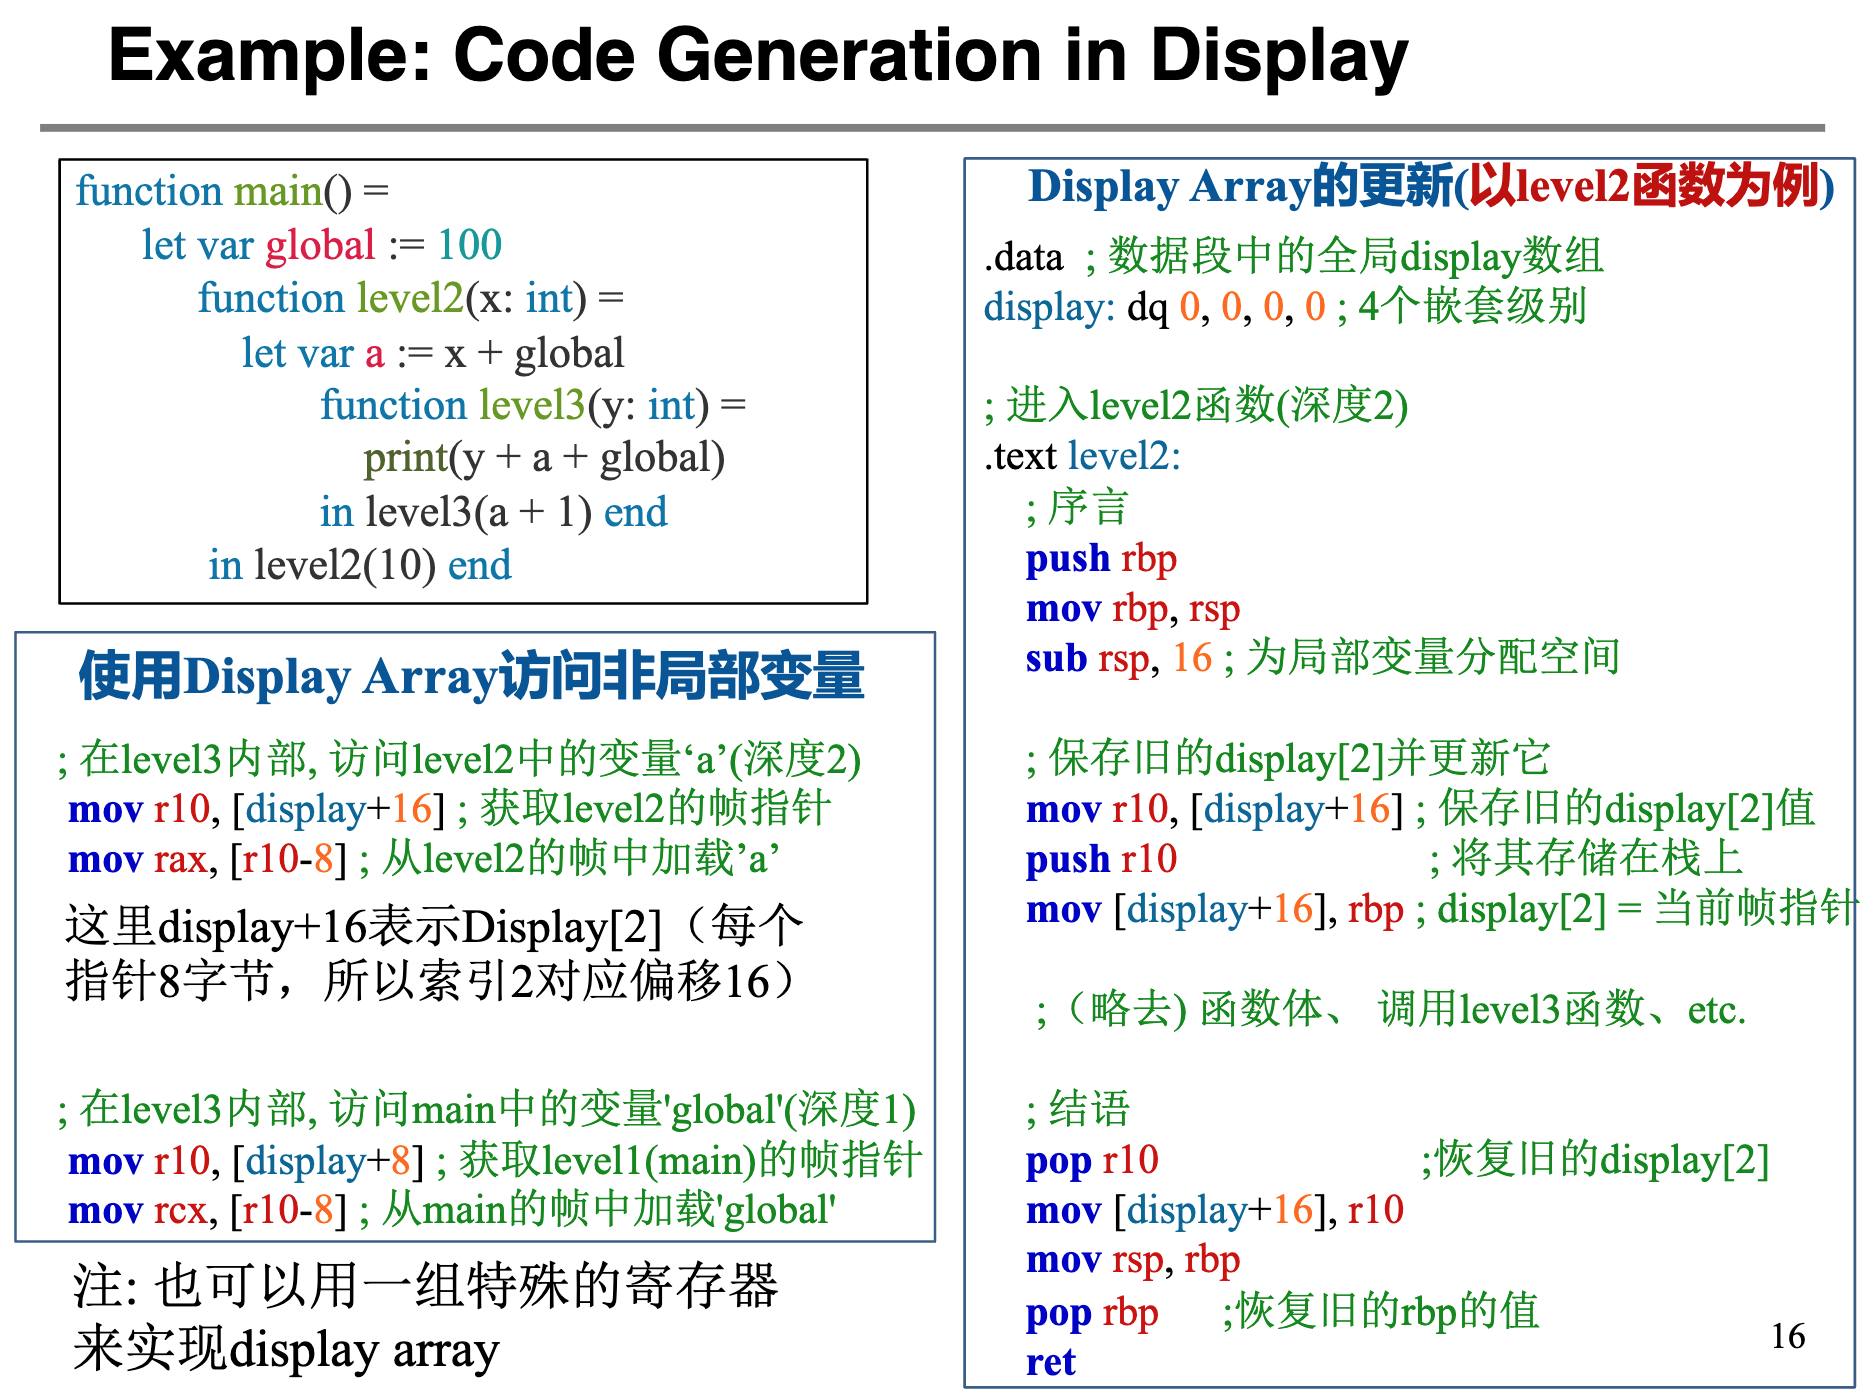 Example: Code Generation in Display
function main() =
let var global := 100
function level2(x: int) =
let var a := x + global
function level3(y: int) =
print(y + a + global)
in level3(a + 1) end
in level2(10) end
使用Display Array访问非局部变量
; 在level3内部, 访问level2中的变量‘a’(深度2)
mov r10, [display+16] ; 获取level2的帧指针
mov rax, [r10-8] ; 从level2的帧中加载’a’
这里display+16表示Display[2]（每个
指针8字节，所以索引2对应偏移16）
; 在level3内部, 访问main中的变量'global'(深度1)
mov r10, [display+8] ; 获取level1(main)的帧指针
mov rcx, [r10-8] ; 从main的帧中加载'global'
注: 也可以用一组特殊的寄存器
来实现display array
Display Array的更新(以level2函数为例)
.data ; 数据段中的全局display数组
display: dq 0, 0, 0, 0 ; 4个嵌套级别
; 进入level2函数(深度2)
.text level2:
; 序言
push rbp
mov rbp, rsp
sub rsp, 16 ; 为局部变量分配空间
; 保存旧的display[2]并更新它
mov r10, [display+16] ; 保存旧的display[2]值
push r10 ; 将其存储在栈上
mov [display+16], rbp ; display[2] = 当前帧指针
;（略去) 函数体、 调用level3函数、etc.
; 结语
pop r10 ;恢复旧的display[2]
mov [display+16], r10
mov rsp, rbp
pop rbp ;恢复旧的rbp的值
ret
16